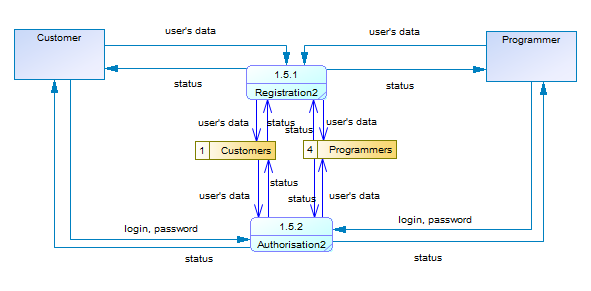 user's data
user's data
Customer
Programmer
1.5.1
status
status
Registration2
user's data
status
user's data
status
1 Customers
4 Programmers
status
user's data
status
user's data
login, password
login, password
1.5.2
Authorisation2
status
status